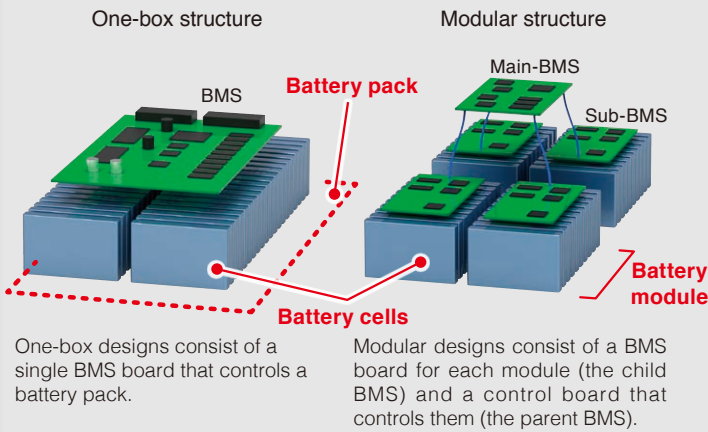 One-box structure
Modular structure
BMS
Battery pack
Main-BMS
Sub-BMS
Battery cells
Battery
module
One-box designs consist of a
single BMS board that controls a
battery pack.
Modular designs consist of a BMS
board for each module (the child
BMS) and a control board that
controls them (the parent BMS).